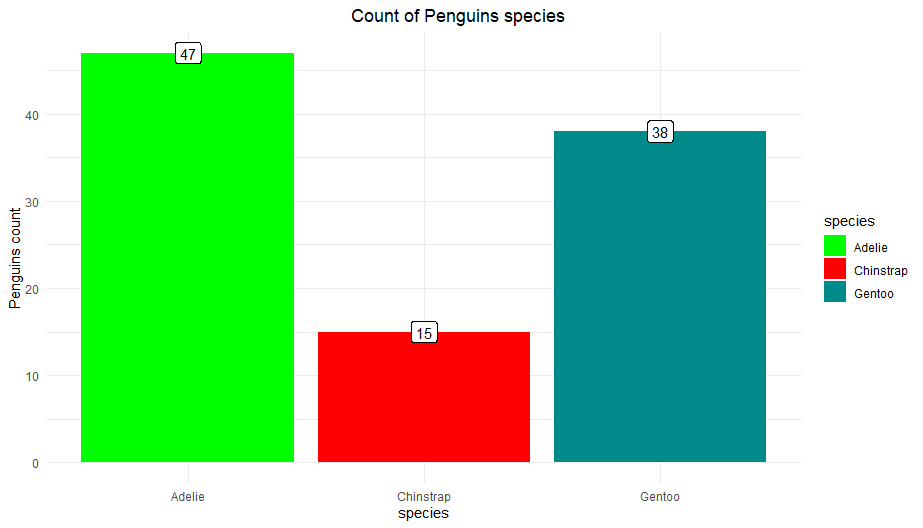 Count of Penguins species
Penguins count
40
30
20
10
0
47
15
38
Adelie
Chinstrap
Gentoo
species
species
Adelie
Chinstrap
Gentoo